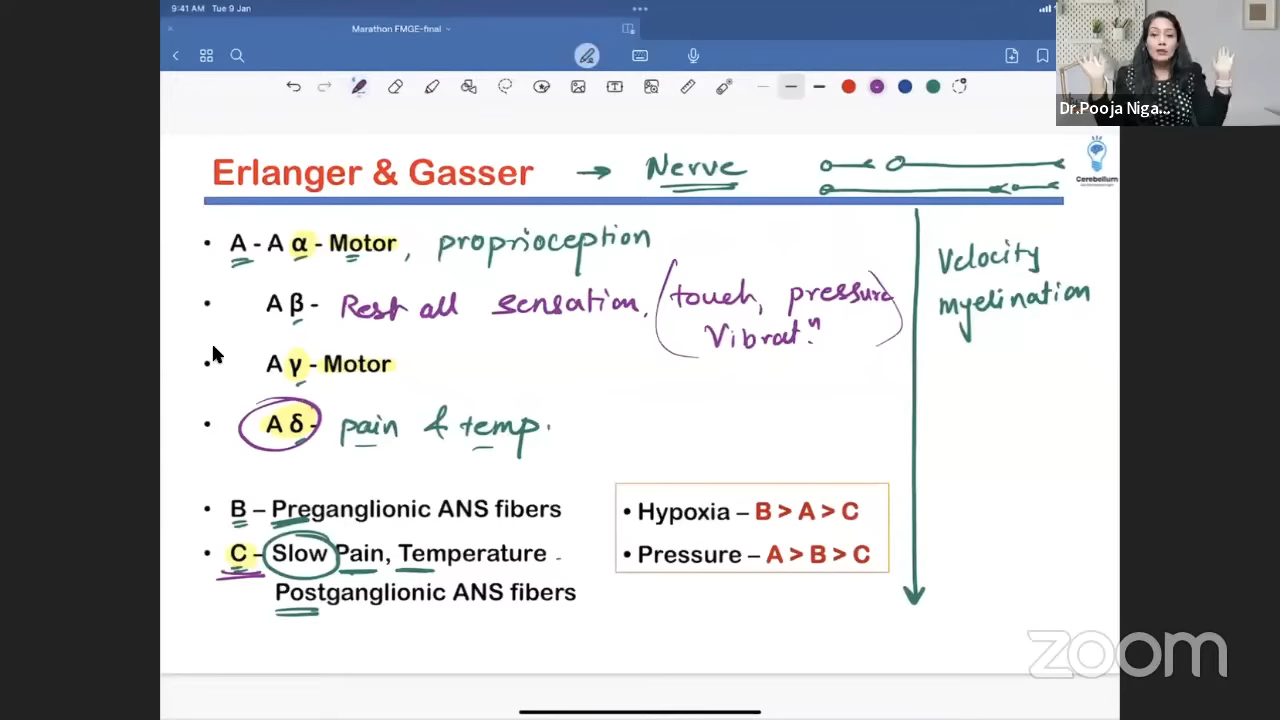 9:41 AM Tue 9 Jan
Marathon FMGE-final
Dr.Pooja Niga...
Erlanger & Gasser → Nerve
Cerebellum
• A - A α - Motor, proprioception
• A β - Rest all sensation, (touch, pressure
Vibratⁿ.)
• A γ - Motor
• A δ- pain & temp.
Velocity
myelination
• B – Preganglionic ANS fibers
• C – Slow Pain, Temperature
Postganglionic ANS fibers
• Hypoxia – B > A > C
• Pressure – A > B > C
zoom